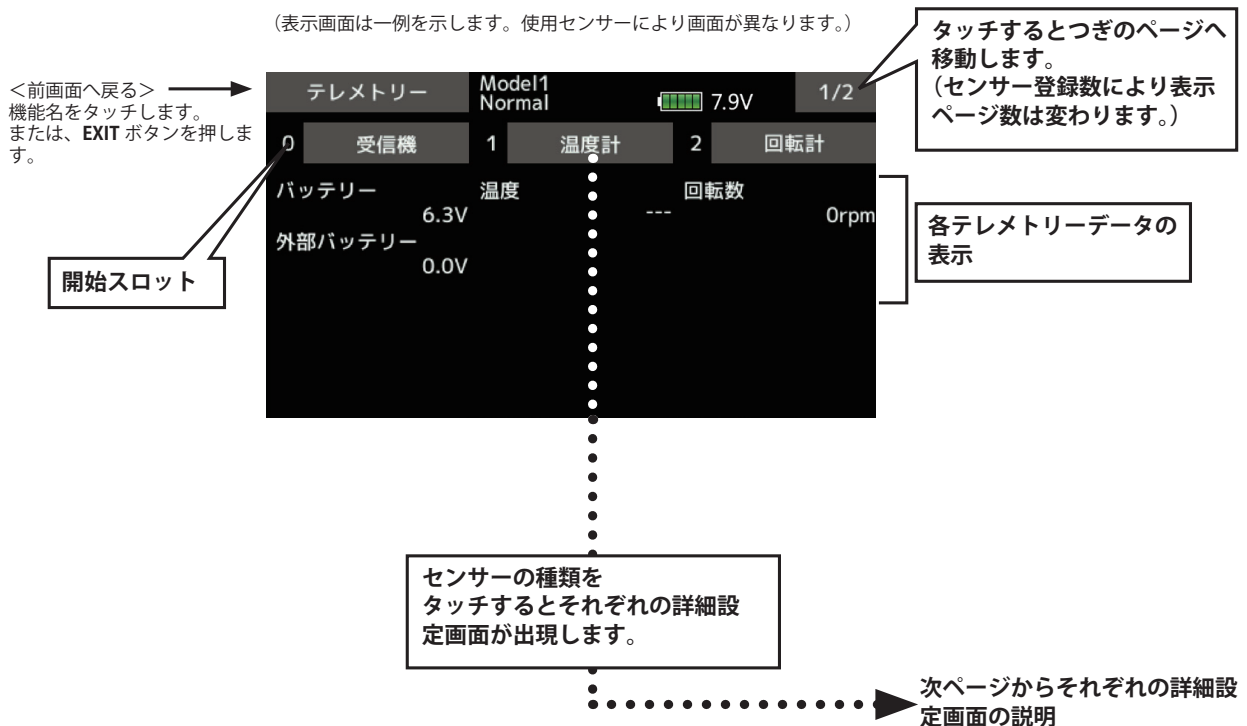 （表示画面は一例を示します。使用センサーにより画面が異なります。）
タッチするとつぎのページへ
移動します。
（センサー登録数により表示
ページ数は変わります。）
＜前画面へ戻る＞
機能名をタッチします。
または、EXIT ボタンを押しま
す。
テレメトリー
Model1
Normal
7.9V
1/2
0
受信機
1
温度計
2
回転計
バッテリー
6.3V
外部バッテリー
0.0V
温度
---
回転数
0rpm
開始スロット
各テレメトリーデータの
表示
センサーの種類を
タッチするとそれぞれの詳細設
定画面が出現します。
次ページからそれぞれの詳細設
定画面の説明